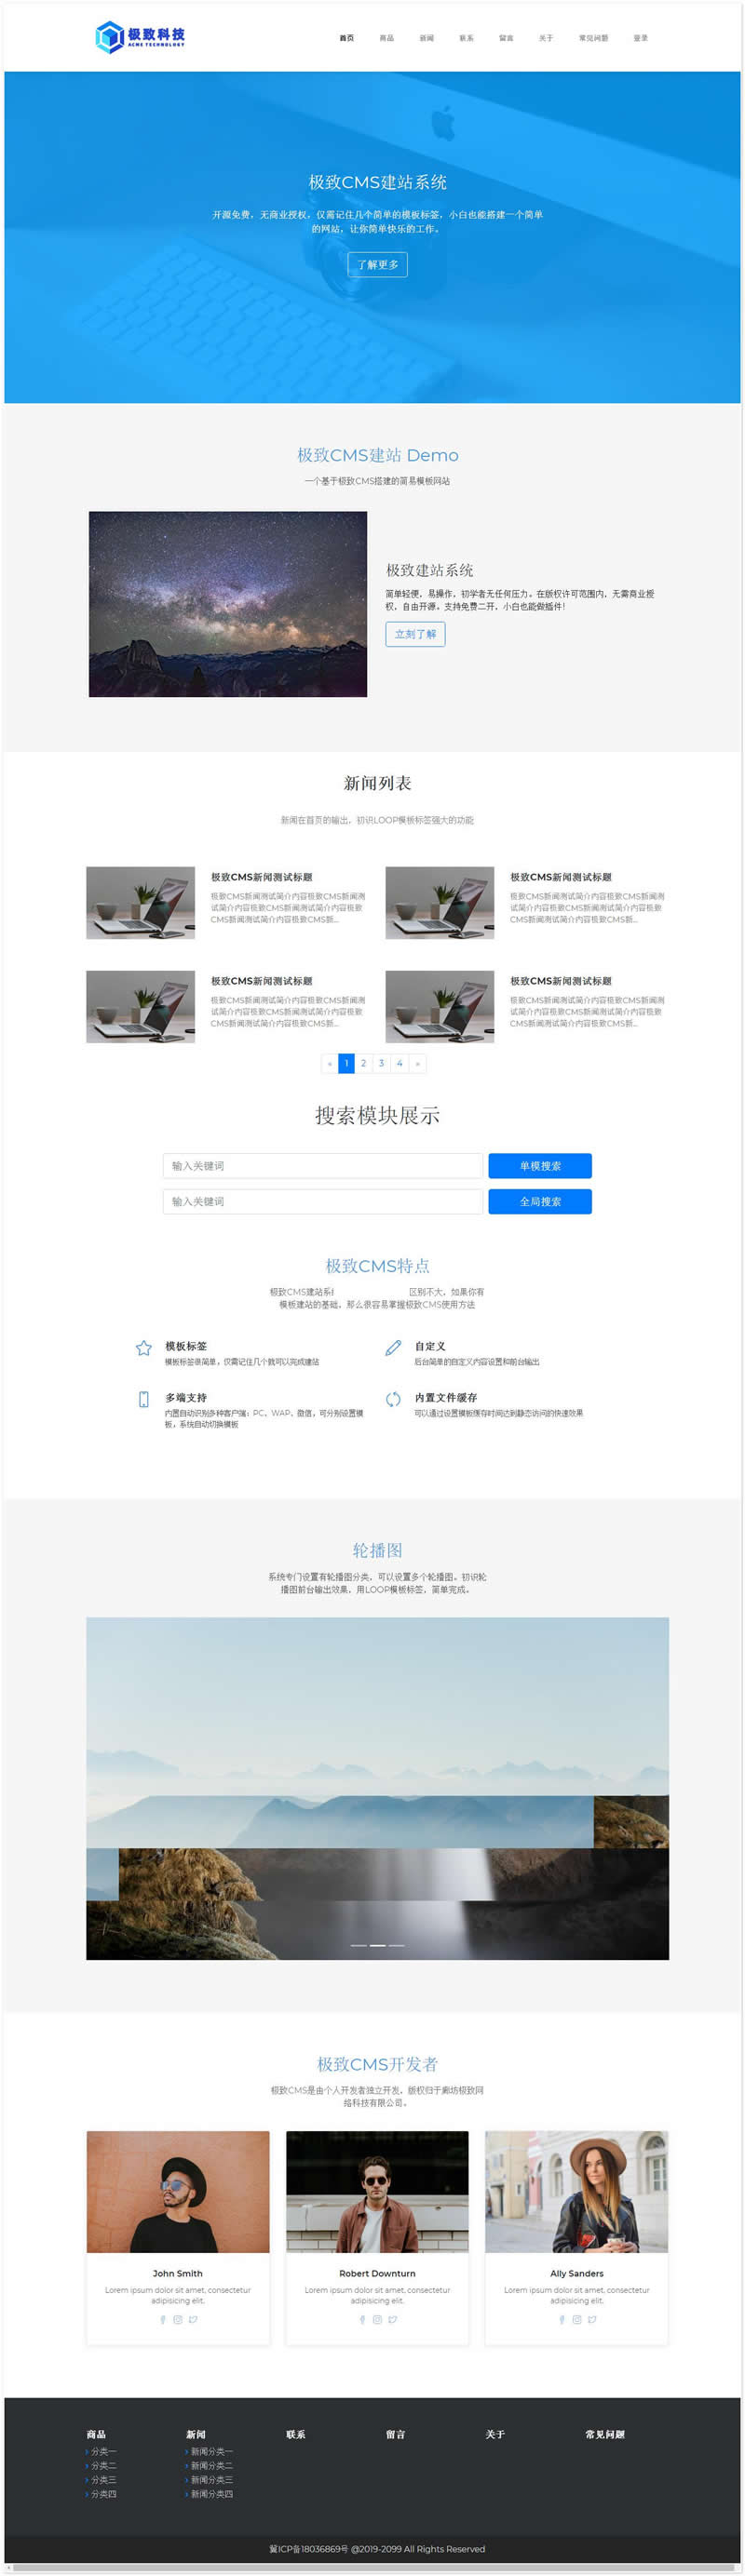 极致科技
ACME TECHNOLOGY
首页 商品 新闻 联系 留言 关于 常见问题 登录
极致CMS建站系统
开源免费，无商业授权，仅需记住几个简单的模板标签，小白也能搭建一个简单
的网站，让你简单快乐的工作。
了解更多
极致CMS建站 Demo
一个基于极致CMS搭建的简易模板网站
极致建站系统
简单轻便，易操作，初学者无任何压力。在版权许可范围内，无需商业授
权，自由开源。支持免费二开，小白也能做插件！
立刻了解
新闻列表
新闻在首页的输出，初识LOOP模板标签强大的功能
极致CMS新闻测试标题
极致CMS新闻测试简介内容极致CMS新闻测
试简介内容极致CMS新闻测试简介内容极致
CMS新闻测试简介内容极致CMS新...
极致CMS新闻测试标题
极致CMS新闻测试简介内容极致CMS新闻测
试简介内容极致CMS新闻测试简介内容极致
CMS新闻测试简介内容极致CMS新...
极致CMS新闻测试标题
极致CMS新闻测试简介内容极致CMS新闻测
试简介内容极致CMS新闻测试简介内容极致
CMS新闻测试简介内容极致CMS新...
极致CMS新闻测试标题
极致CMS新闻测试简介内容极致CMS新闻测
试简介内容极致CMS新闻测试简介内容极致
CMS新闻测试简介内容极致CMS新...
« 1 2 3 4 »
搜索模块展示
输入关键词 单模搜索
输入关键词 全局搜索
极致CMS特点
极致CMS建站系 区别不大，如果你有
模板建站的基础，那么很容易掌握极致CMS使用方法
模板标签
模板标签很简单，仅需记住几个就可以完成建站
自定义
后台简单的自定义内容设置和前台输出
多端支持
内置自动识别多种客户端：PC、WAP、微信，可分别设置模
板，系统自动切换模板
内置文件缓存
可以通过设置模板缓存时间达到静态访问的快速效果
轮播图
系统专门设置有轮播图分类，可以设置多个轮播图。初识轮
播图前台输出效果，用LOOP模板标签，简单完成。
极致CMS开发者
极致CMS是由个人开发者独立开发，版权归于廊坊极致网
络科技有限公司。
John Smith
Lorem ipsum dolor sit amet, consectetur
adipisicing elit.
Robert Downturn
Lorem ipsum dolor sit amet, consectetur
adipisicing elit.
Ally Sanders
Lorem ipsum dolor sit amet, consectetur
adipisicing elit.
商品 新闻 联系 留言 关于 常见问题
› 分类一 › 新闻分类一
› 分类二 › 新闻分类二
› 分类三 › 新闻分类三
› 分类四 › 新闻分类四
冀ICP备18036869号 @2019-2099 All Rights Reserved